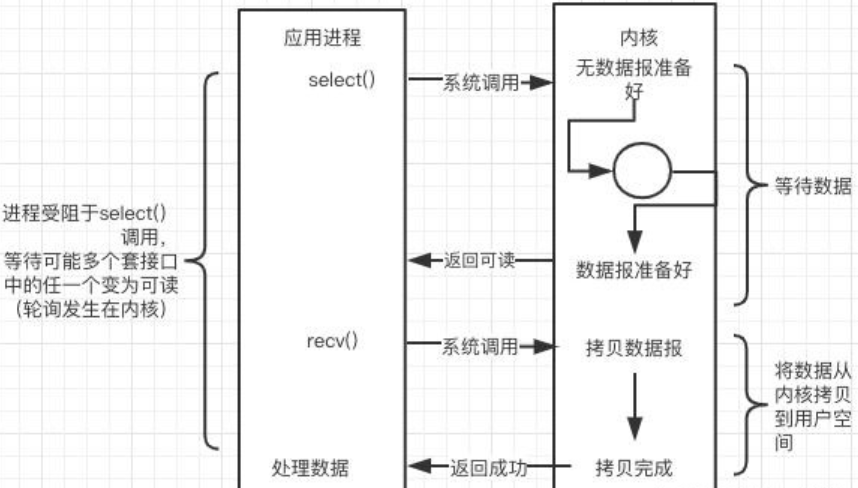 应用进程
内核
select()
系统调用
无数据报准备
好
等待数据
进程受阻于select()
调用，
等待可能多个套接口
中的任一个变为可读
（轮询发生在内核）
返回可读
数据报准备好
recv()
系统调用
拷贝数据报
将数据从
内核拷贝
到用户空
间
处理数据
返回成功
拷贝完成